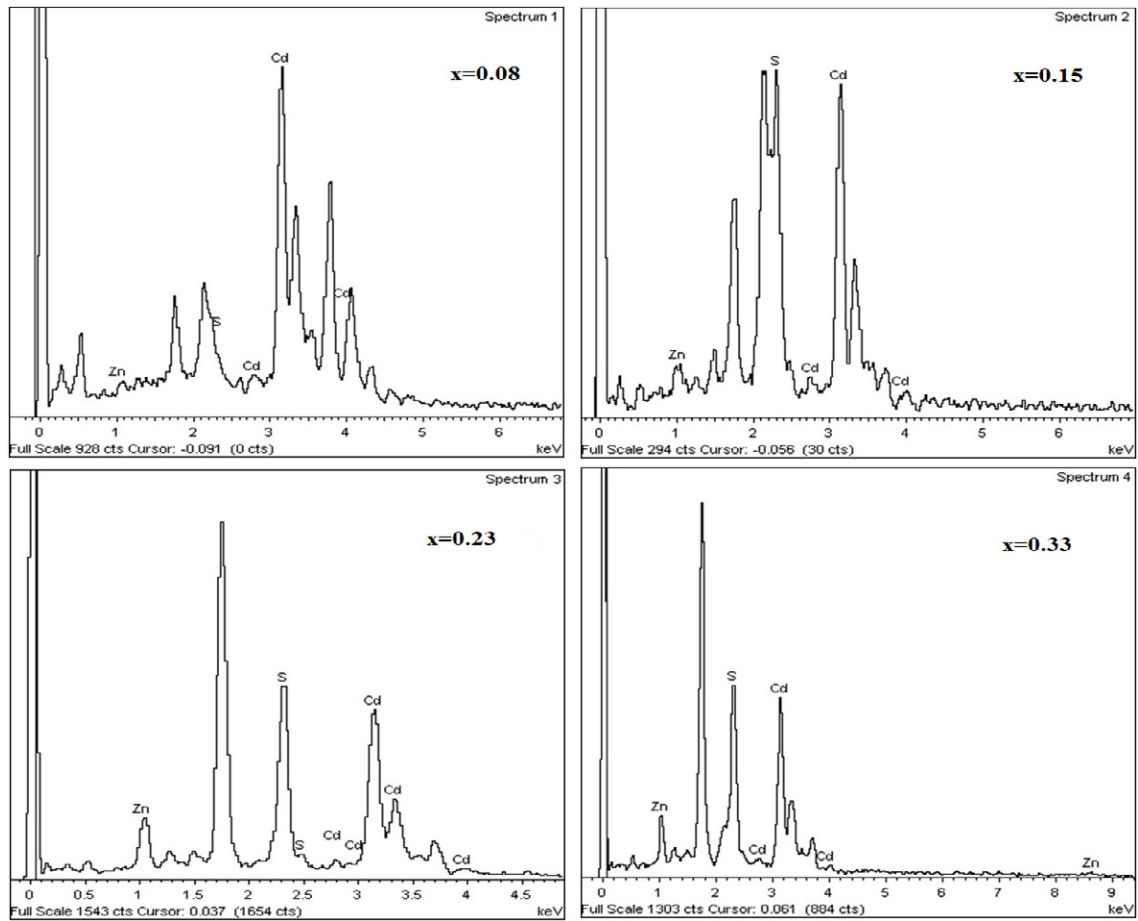 Spectrum 1
x=0.08
Cd
Cd
S
Zn
Cd
0 1 2 3 4 5 6
Full Scale 928 cts Cursor: -0.091 (0 cts) keV
Spectrum 2
x=0.15
S
Cd
Zn
Cd
Cd
0 1 2 3 4 5 6
Full Scale 294 cts Cursor: -0.056 (30 cts) keV
Spectrum 3
x=0.23
S
Cd
Cd
Zn
S
Cd
Cd
Cd
0 0.5 1 1.5 2 2.5 3 3.5 4 4.5
Full Scale 1543 cts Cursor: 0.037 (1654 cts) keV
Spectrum 4
x=0.33
S
Cd
Zn
Cd
Cd
Zn
0 1 2 3 4 5 6 7 8 9
Full Scale 1303 cts Cursor: 0.061 (884 cts) keV